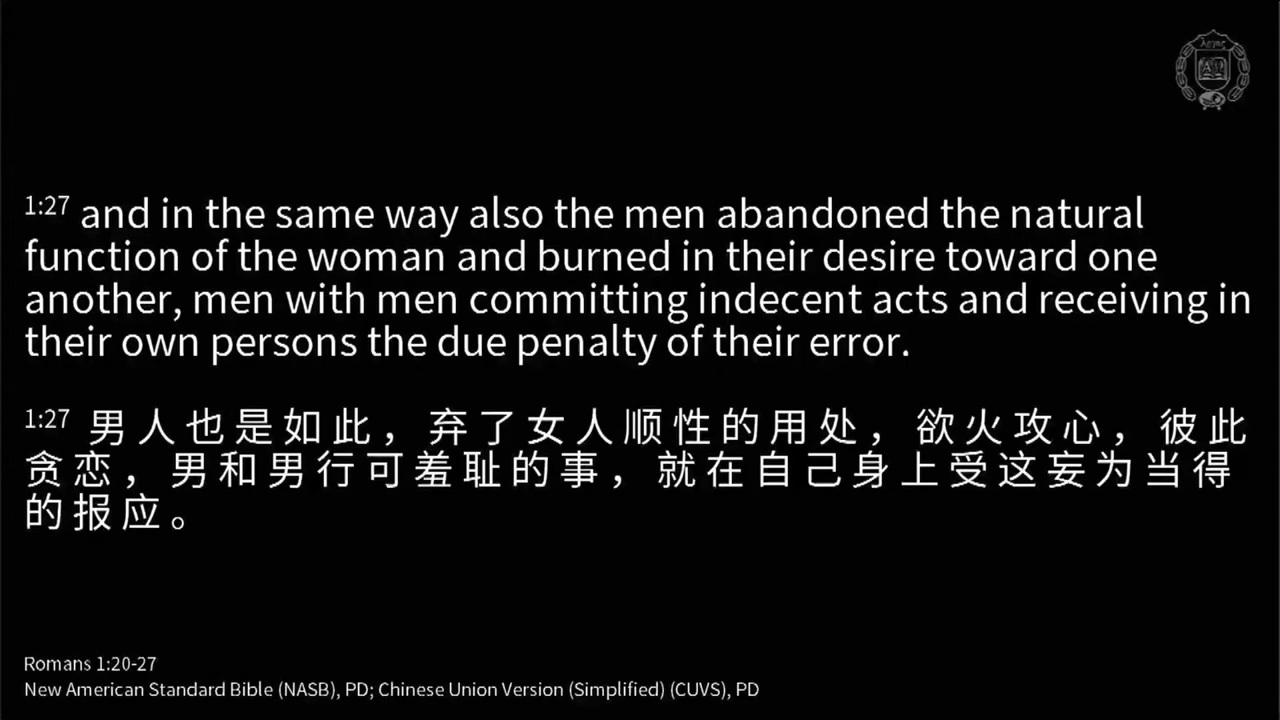 Λόγος
1:27 and in the same way also the men abandoned the natural
function of the woman and burned in their desire toward one
another, men with men committing indecent acts and receiving in
their own persons the due penalty of their error.
1:27 男人也是如此，弃了女人顺性的用处，欲火攻心，彼此
贪恋，男和男行可羞耻的事，就在自己身上受这妄为当得
的报应。
Romans 1:20-27
New American Standard Bible (NASB), PD; Chinese Union Version (Simplified) (CUVS), PD